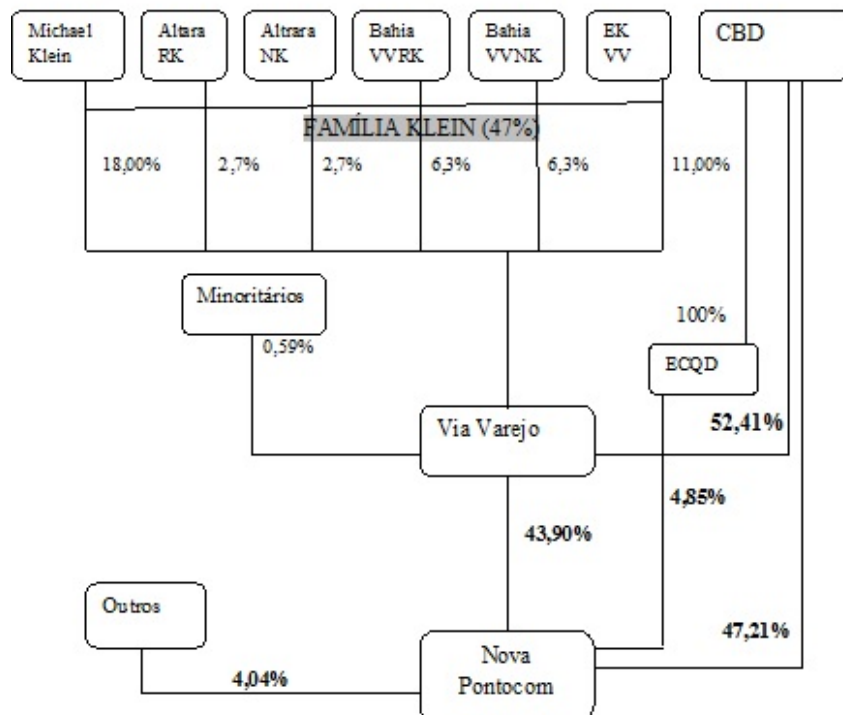 Michael
Klein
Altara
RK
Altrara
NK
Bahia
VVRK
Bahia
VVNK
EK
VV
CBD
FAMÍLIA KLEIN (47%)
18,00%
2,7%
2,7%
6,3%
6,3%
11,00%
Minoritários
0,59%
100%
ECQD
Via Varejo
52,41%
43,90%
4,85%
Outros
4,04%
Nova
Pontocom
47,21%